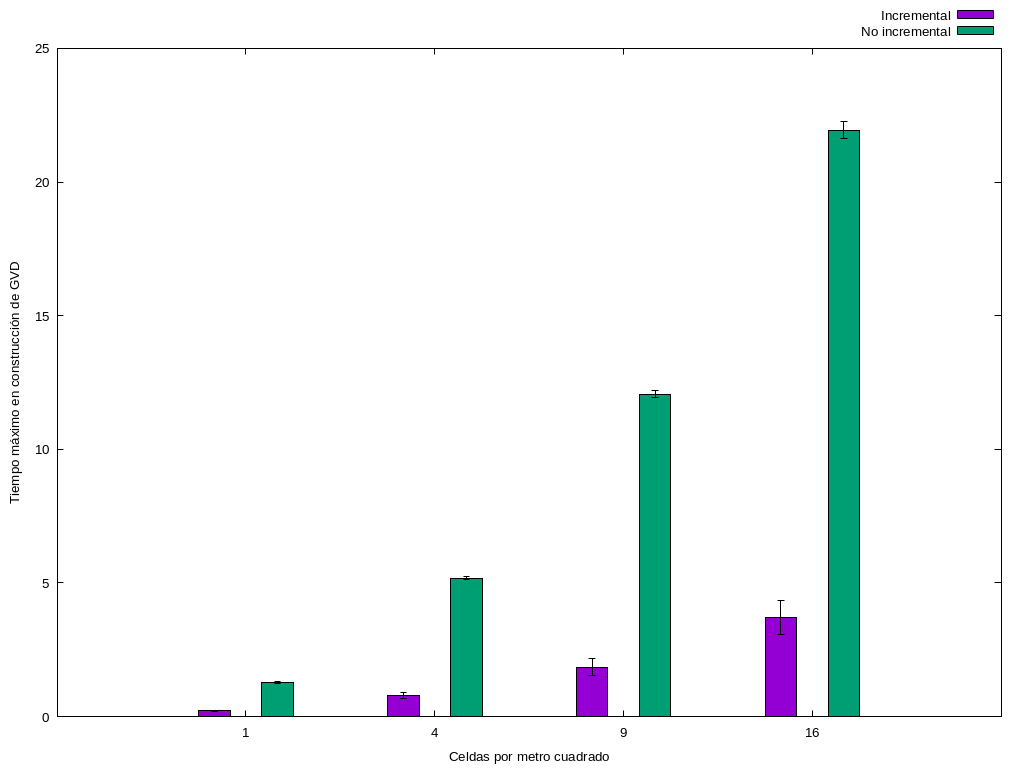 Incremental
No incremental
25
20
15
10
5
0
Tiempo máximo en construcción de GVD
1 4 9 16
Celdas por metro cuadrado